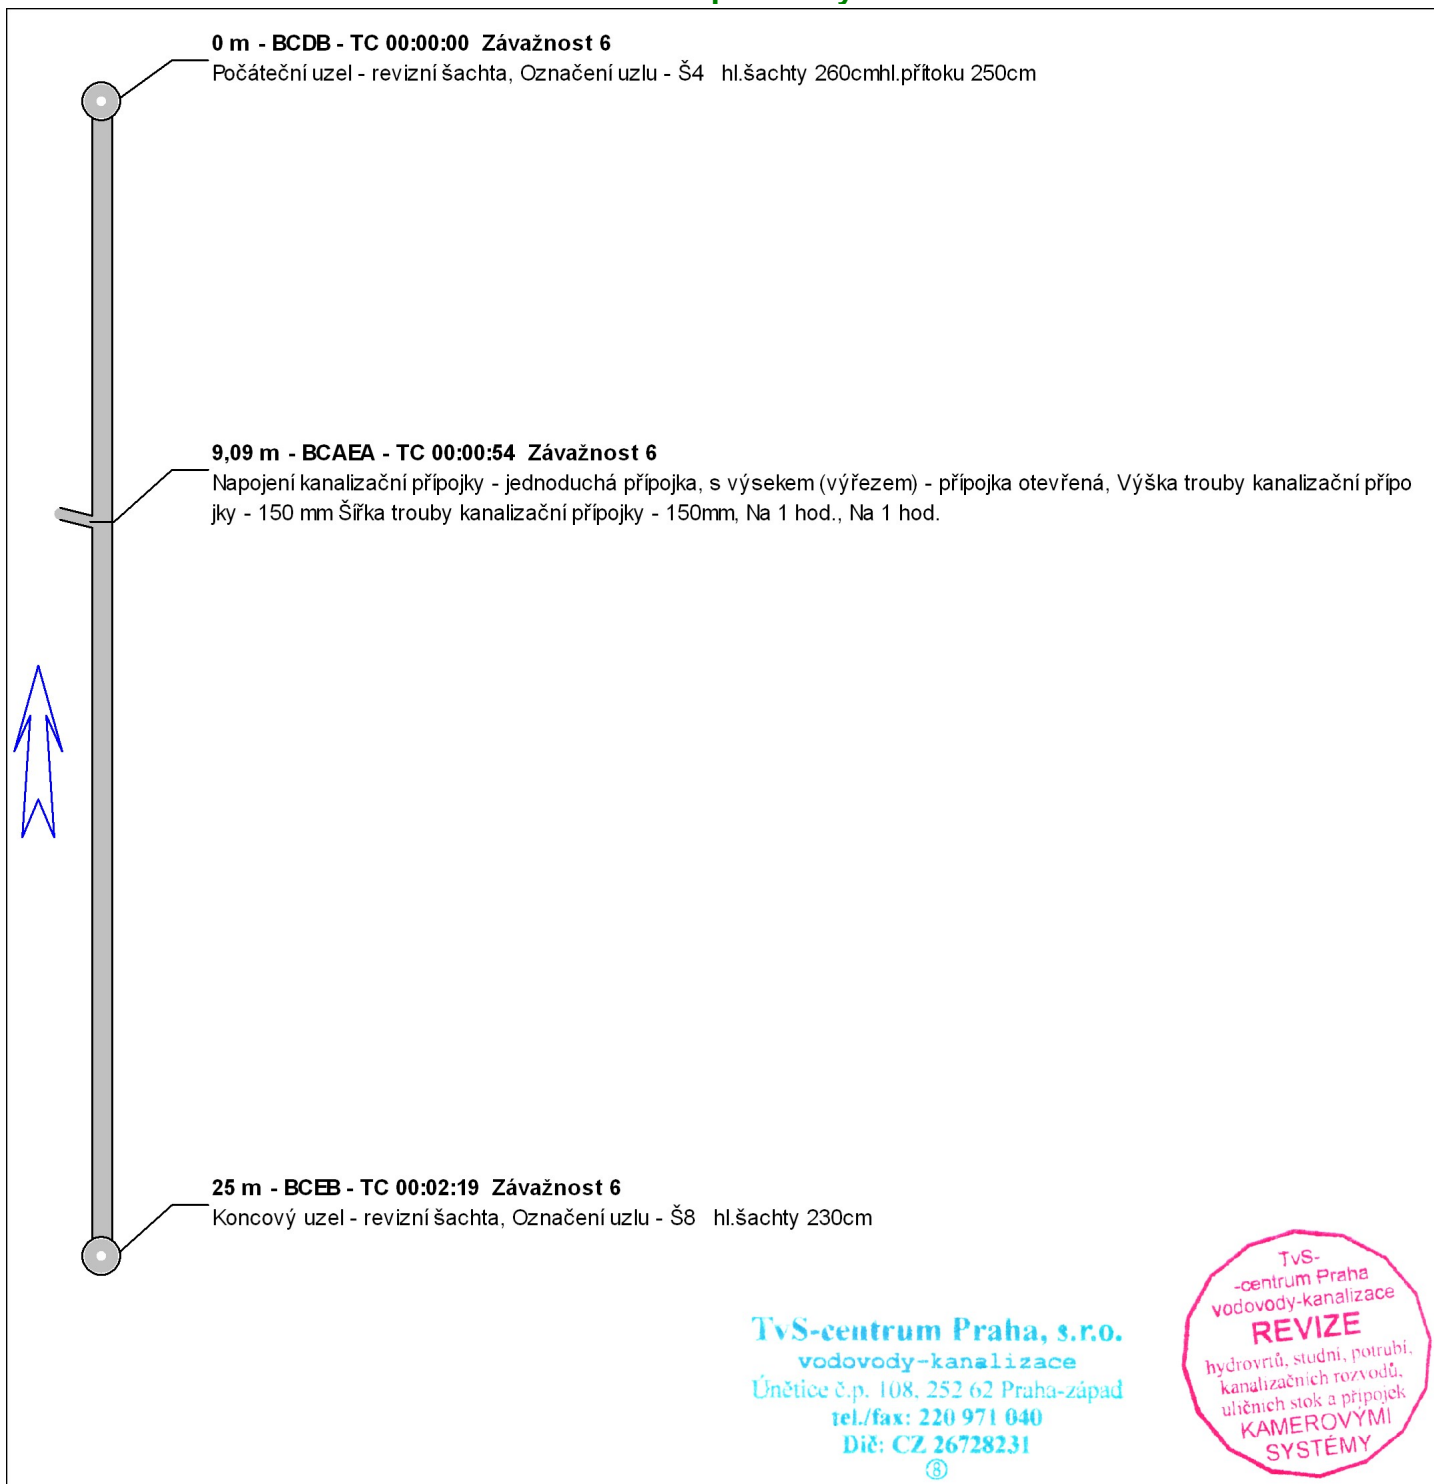 0 m - BCDB - TC 00:00:00 Závažnost 6
Počáteční uzel - revizní šachta, Označení uzlu - Š4 hl.šachty 260cmhl.přítoku 250cm
9,09 m - BCAEA - TC 00:00:54 Závažnost 6
Napojení kanalizační přípojky - jednoduchá přípojka, s výsekem (výřezem) - přípojka otevřená, Výška trouby kanalizační přípo
jky - 150 mm Šířka trouby kanalizační přípojky - 150mm, Na 1 hod., Na 1 hod.
25 m - BCEB - TC 00:02:19 Závažnost 6
Koncový uzel - revizní šachta, Označení uzlu - Š8 hl.šachty 230cm
TvS-centrum Praha, s.r.o.
vodovody-kanalizace
Únětice č.p. 108, 252 62 Praha-západ
tel./fax: 220 971 040
Dič: CZ 26728231
⑧
TvS-
-centrum Praha
vodovody-kanalizace
REVIZE
hydrovrtů, studní, potrubí,
kanalizačních rozvodů,
uličních stok a přípojek
KAMEROVÝMI
SYSTÉMY